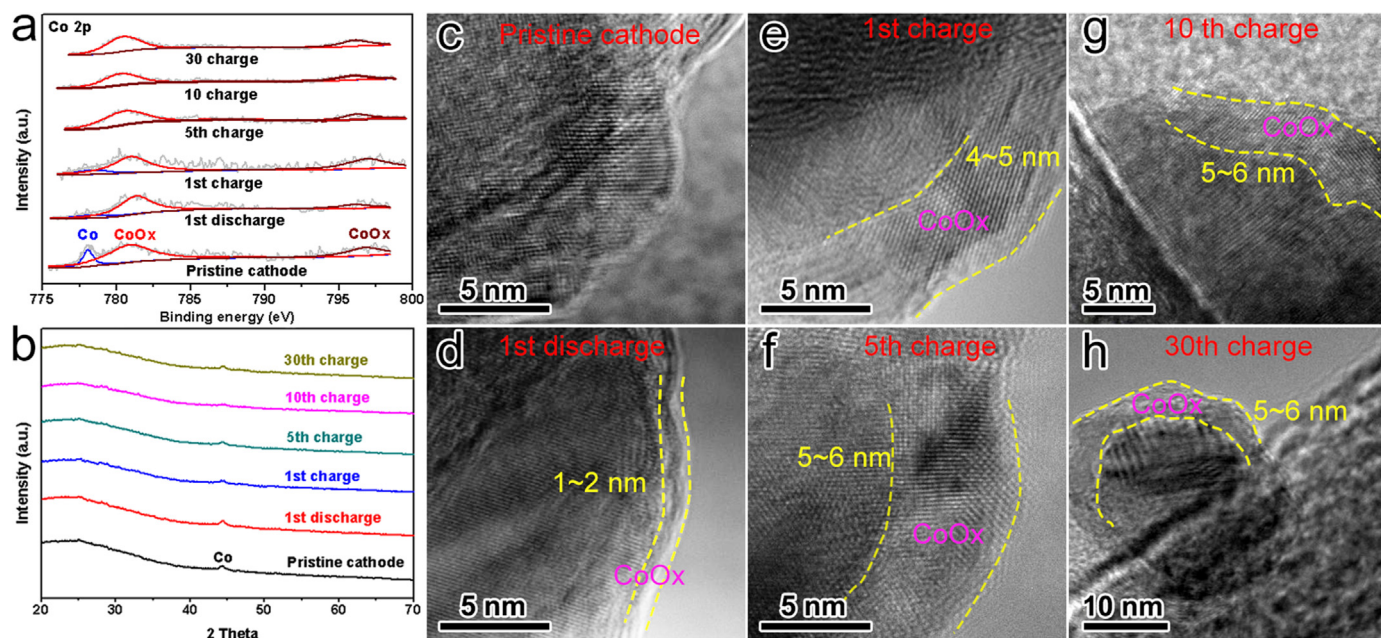 a
Co 2p
30 charge
10 charge
5th charge
1st charge
1st discharge
Co CoOx CoOx
Pristine cathode
775 780 785 790 795 800
Binding energy (eV)
Intensity (a.u.)
b
30th charge
10th charge
5th charge
1st charge
1st discharge
Co
Pristine cathode
20 30 40 50 60 70
2 Theta
Intensity (a.u.)
c
Pristine cathode
5 nm
d
1st discharge
1~2 nm
CoOx
5 nm
e
1st charge
4~5 nm
CoOx
5 nm
f
5th charge
5~6 nm
CoOx
5 nm
g
10 th charge
CoOx
5~6 nm
5 nm
h
30th charge
CoOx
5~6 nm
10 nm